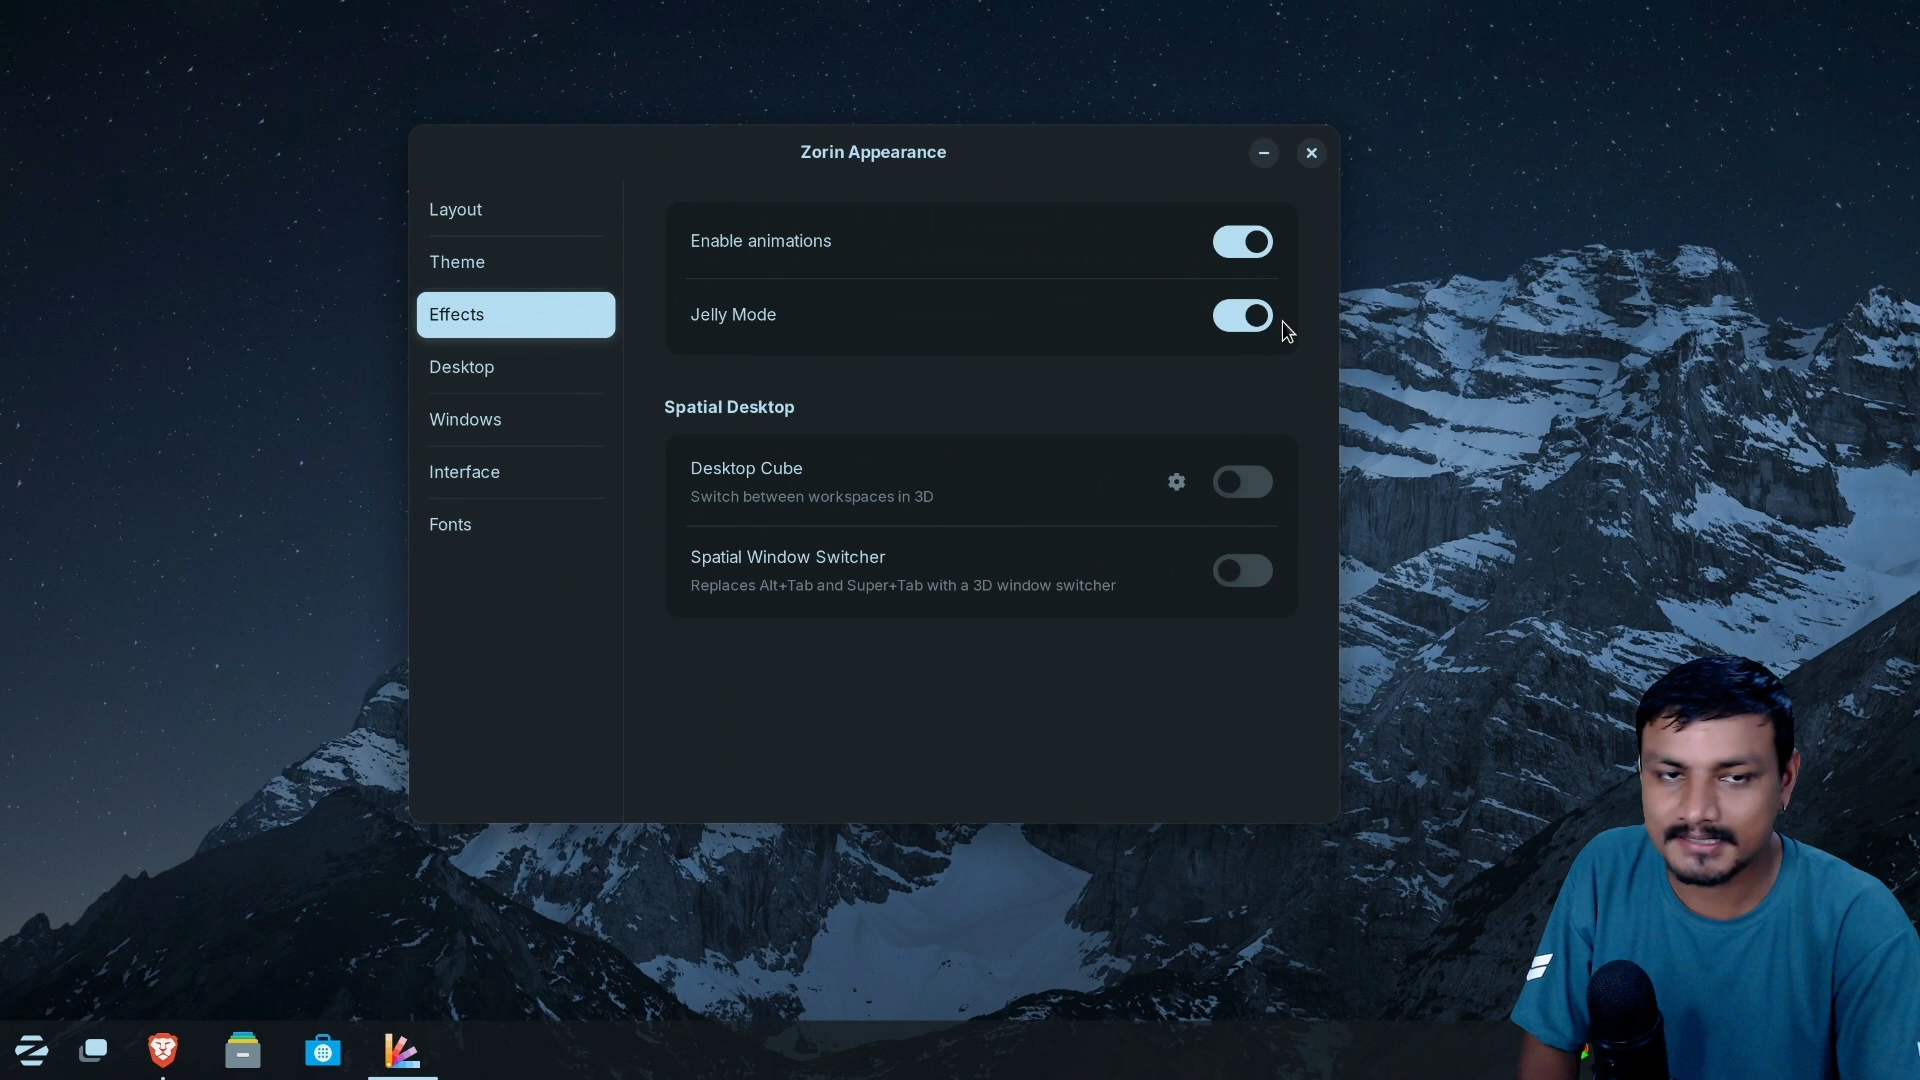 Zorin Appearance
Layout
Theme
Effects
Desktop
Windows
Interface
Fonts
Enable animations
Jelly Mode
Spatial Desktop
Desktop Cube
Switch between workspaces in 3D
Spatial Window Switcher
Replaces Alt+Tab and Super+Tab with a 3D window switcher